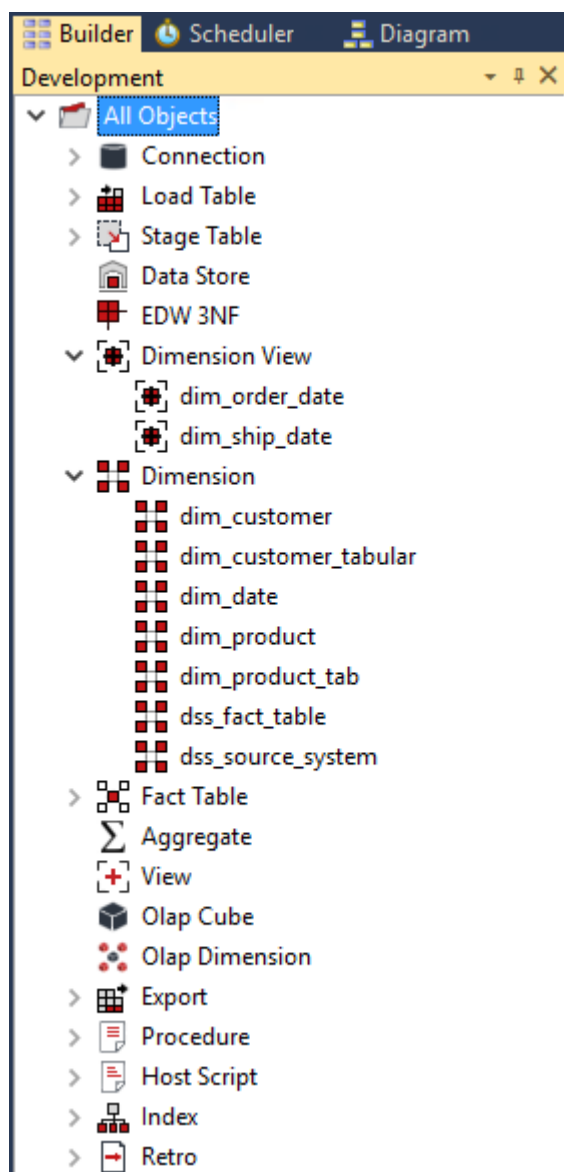 Builder Scheduler Diagram
Development
All Objects
Connection
Load Table
Stage Table
Data Store
EDW 3NF
Dimension View
dim_order_date
dim_ship_date
Dimension
dim_customer
dim_customer_tabular
dim_date
dim_product
dim_product_tab
dss_fact_table
dss_source_system
Fact Table
Aggregate
View
Olap Cube
Olap Dimension
Export
Procedure
Host Script
Index
Retro